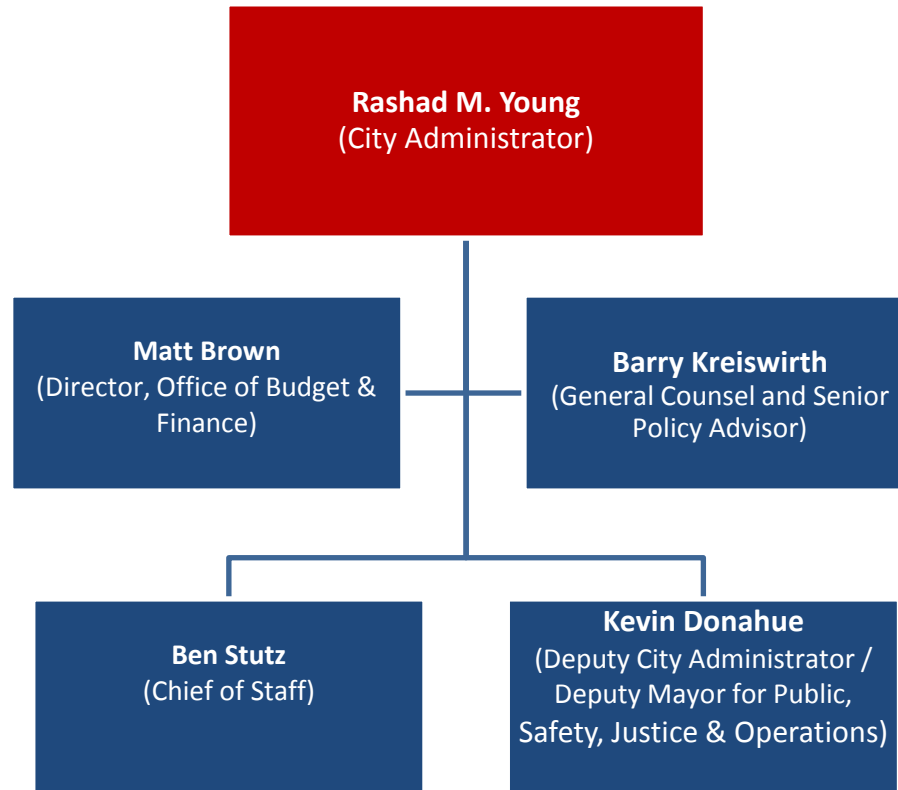 Rashad M. Young
(City Administrator)
Matt Brown
(Director, Office of Budget &
Finance)
Barry Kreiswirth
(General Counsel and Senior
Policy Advisor)
Ben Stutz
(Chief of Staff)
Kevin Donahue
(Deputy City Administrator /
Deputy Mayor for Public,
Safety, Justice & Operations)